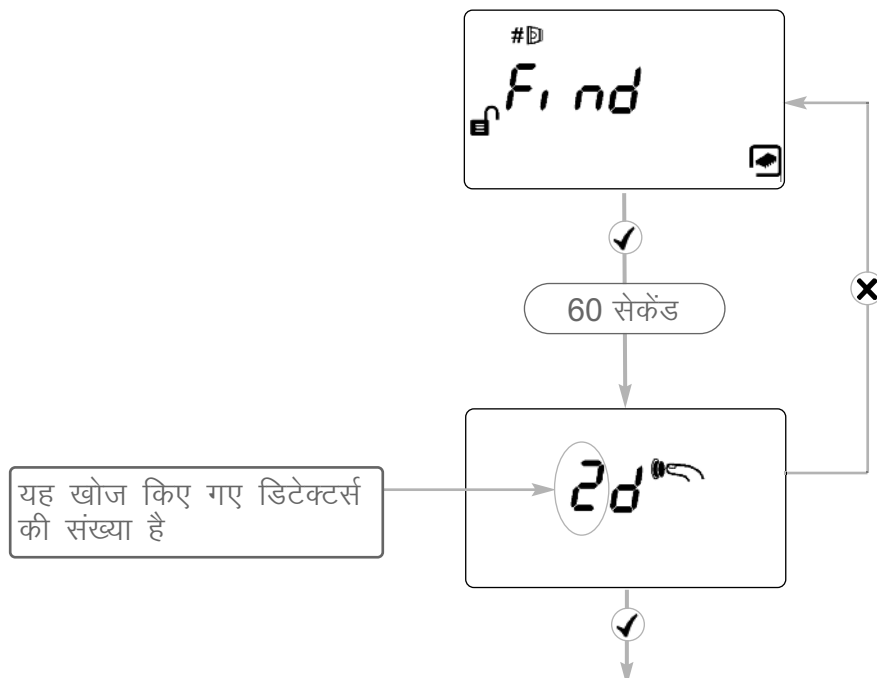 #
Find
60 सेकेंड
2d
यह खोज किए गए डिटेक्टर्स
की संख्या है